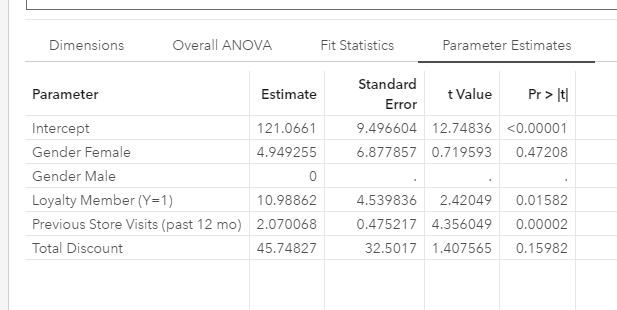 Dimensions Overall ANOVA Fit Statistics Parameter Estimates
Parameter Estimate Standard Error t Value Pr > |t|
Intercept 121.0661 9.496604 12.74836 <0.00001
Gender Female 4.949255 6.877857 0.719593 0.47208
Gender Male 0 . . .
Loyalty Member (Y=1) 10.98862 4.539836 2.42049 0.01582
Previous Store Visits (past 12 mo) 2.070068 0.475217 4.356049 0.00002
Total Discount 45.74827 32.5017 1.407565 0.15982